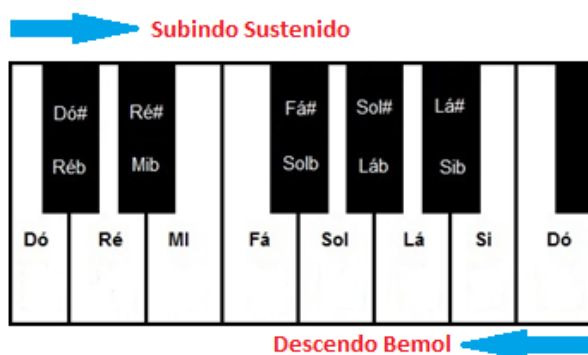 Subindo Sustenido
Dó# Ré# Fá# Sol# Lá#
Réb Mib Solb Láb Sib
Dó Ré MI Fá Sol Lá Si Dó
Descendo Bemol